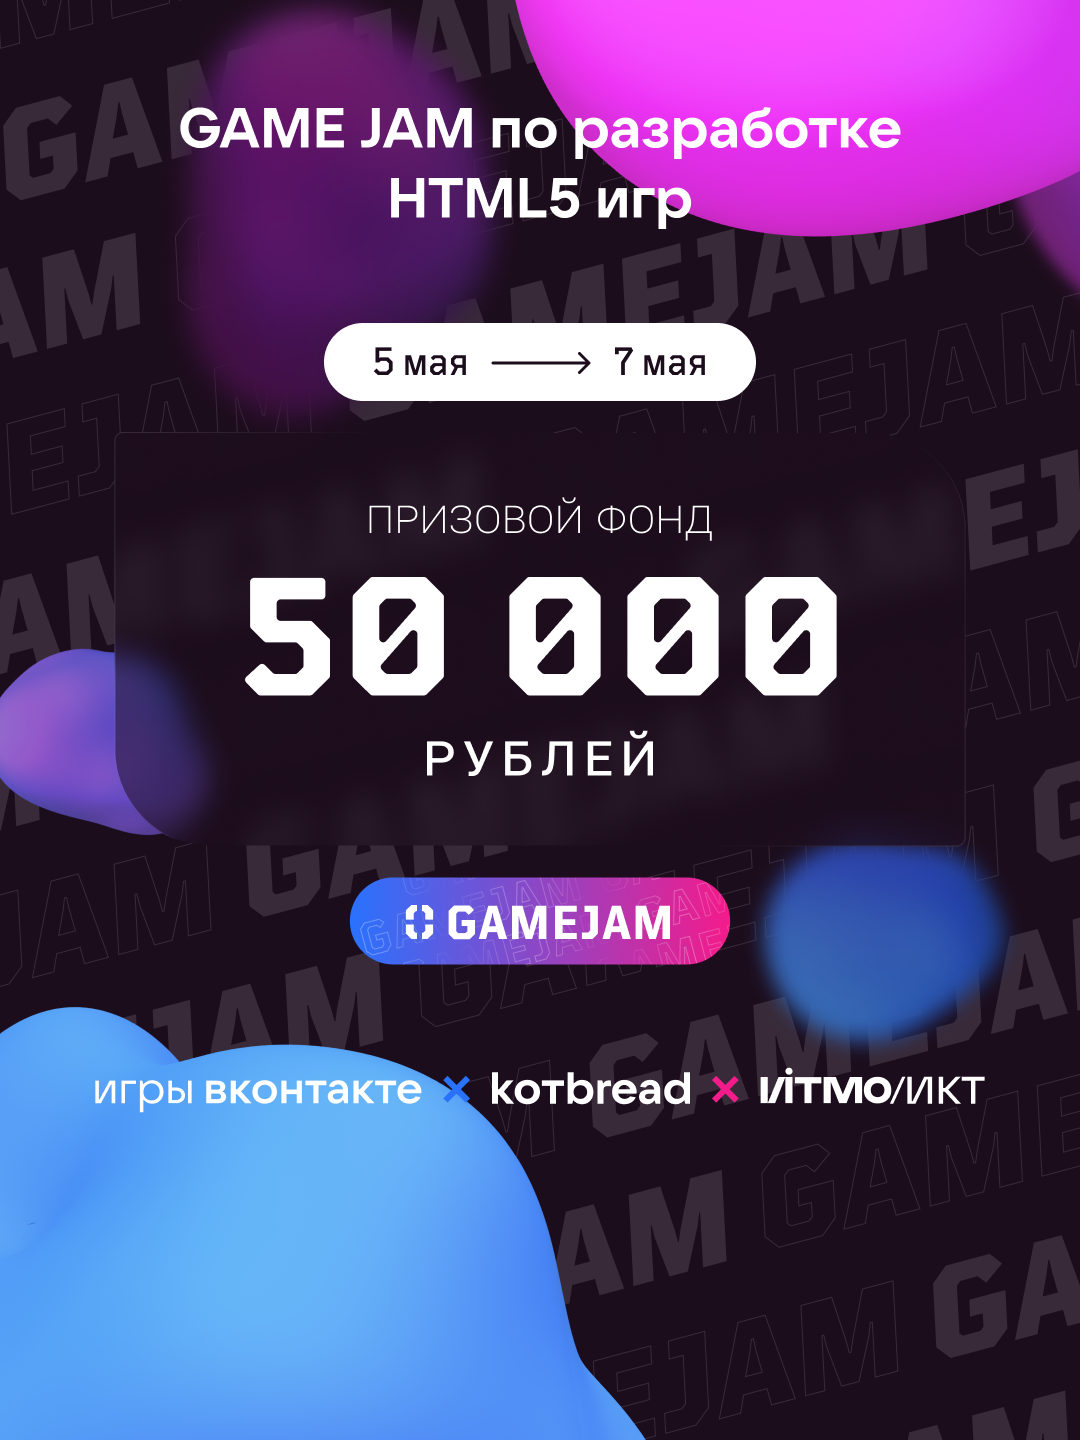 GAME JAM по разработке
HTML5 игр
5 мая → 7 мая
ПРИЗОВОЙ ФОНД
50 000
РУБЛЕЙ
GAMEJAM
игры вконтакте × kотbread × ИТМО/ИКТ